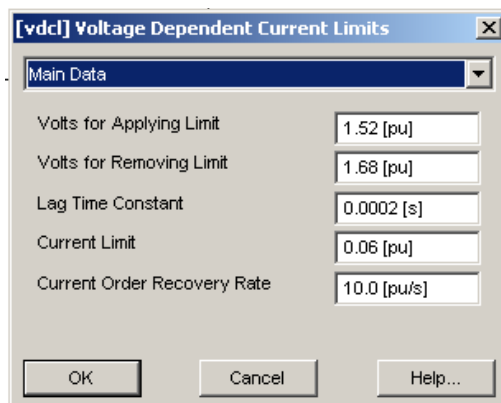 [vdcl] Voltage Dependent Current Limits
Main Data
Volts for Applying Limit 1.52 [pu]
Volts for Removing Limit 1.68 [pu]
Lag Time Constant 0.0002 [s]
Current Limit 0.06 [pu]
Current Order Recovery Rate 10.0 [pu/s]
OK Cancel Help...